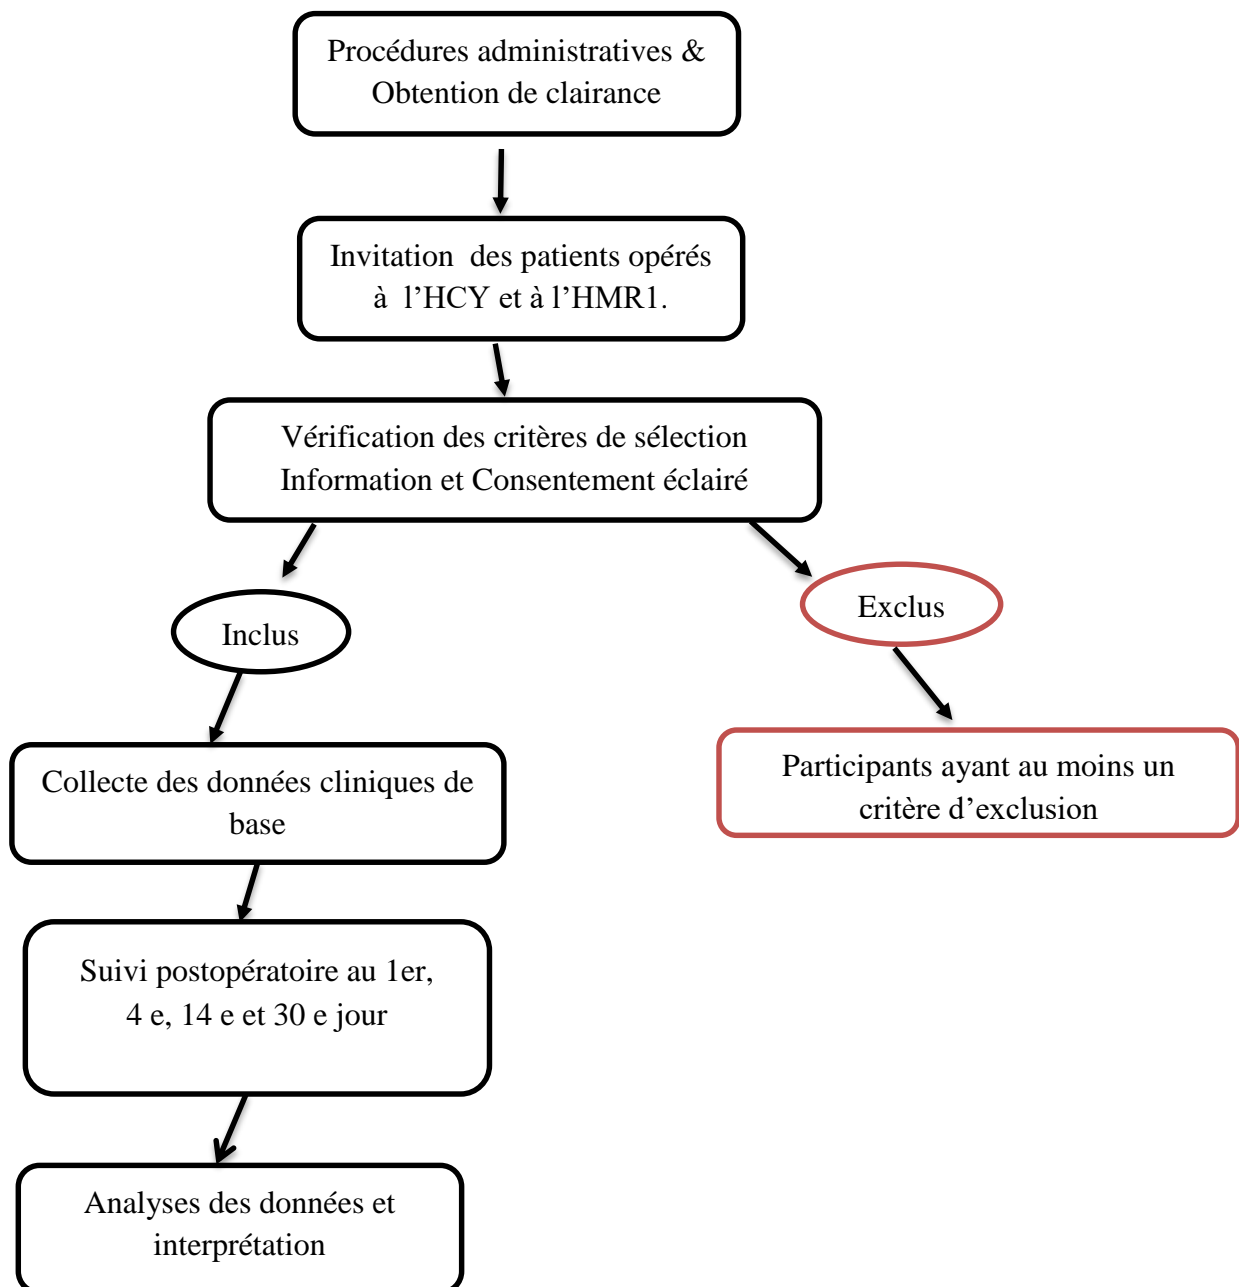 Procédures administratives &
Obtention de clairance
Invitation des patients opérés
à l’HCY et à l’HMR1.
Vérification des critères de sélection
Information et Consentement éclairé
Inclus
Exclus
Collecte des données cliniques de
base
Participants ayant au moins un
critère d’exclusion
Suivi postopératoire au 1er,
4 e, 14 e et 30 e jour
Analyses des données et
interprétation